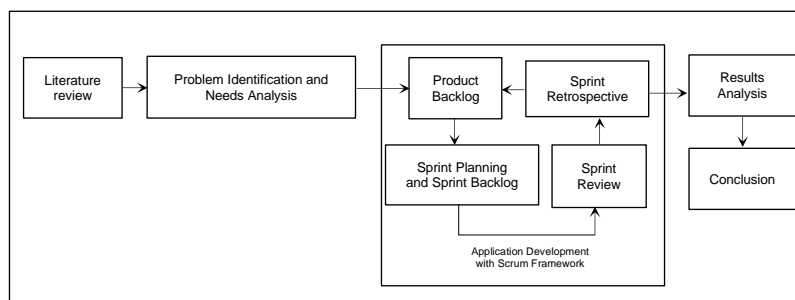 Literature
review
Problem Identification and
Needs Analysis
Product
Backlog
Sprint
Retrospective
Results
Analysis
Sprint Planning
and Sprint Backlog
Sprint
Review
Conclusion
Application Development
with Scrum Framework